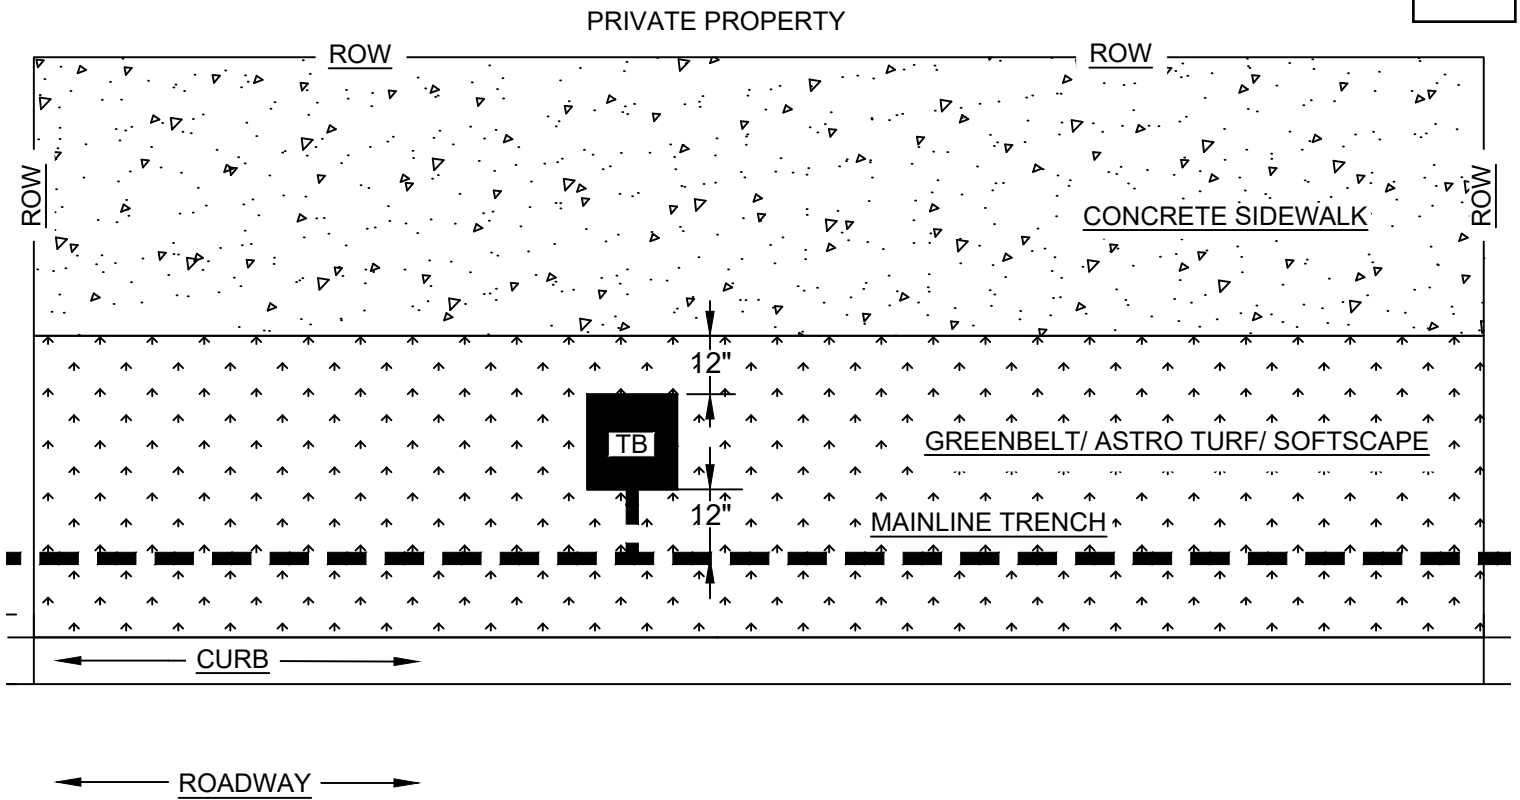 PRIVATE PROPERTY
ROW
ROW
ROW
ROW
CONCRETE SIDEWALK
12"
TB
GREENBELT/ ASTRO TURF/ SOFTSCAPE
12"
MAINLINE TRENCH
CURB
ROADWAY